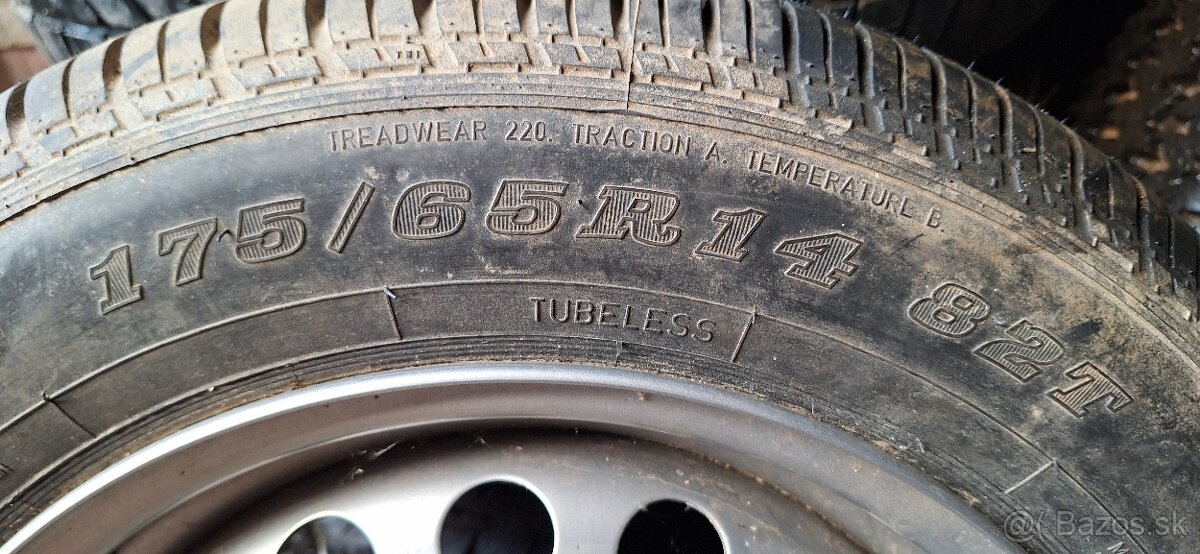 TREADWEAR 220. TRACTION A. TEMPERATURE B.
175/65R14 82T
TUBELESS
Bazos.sk